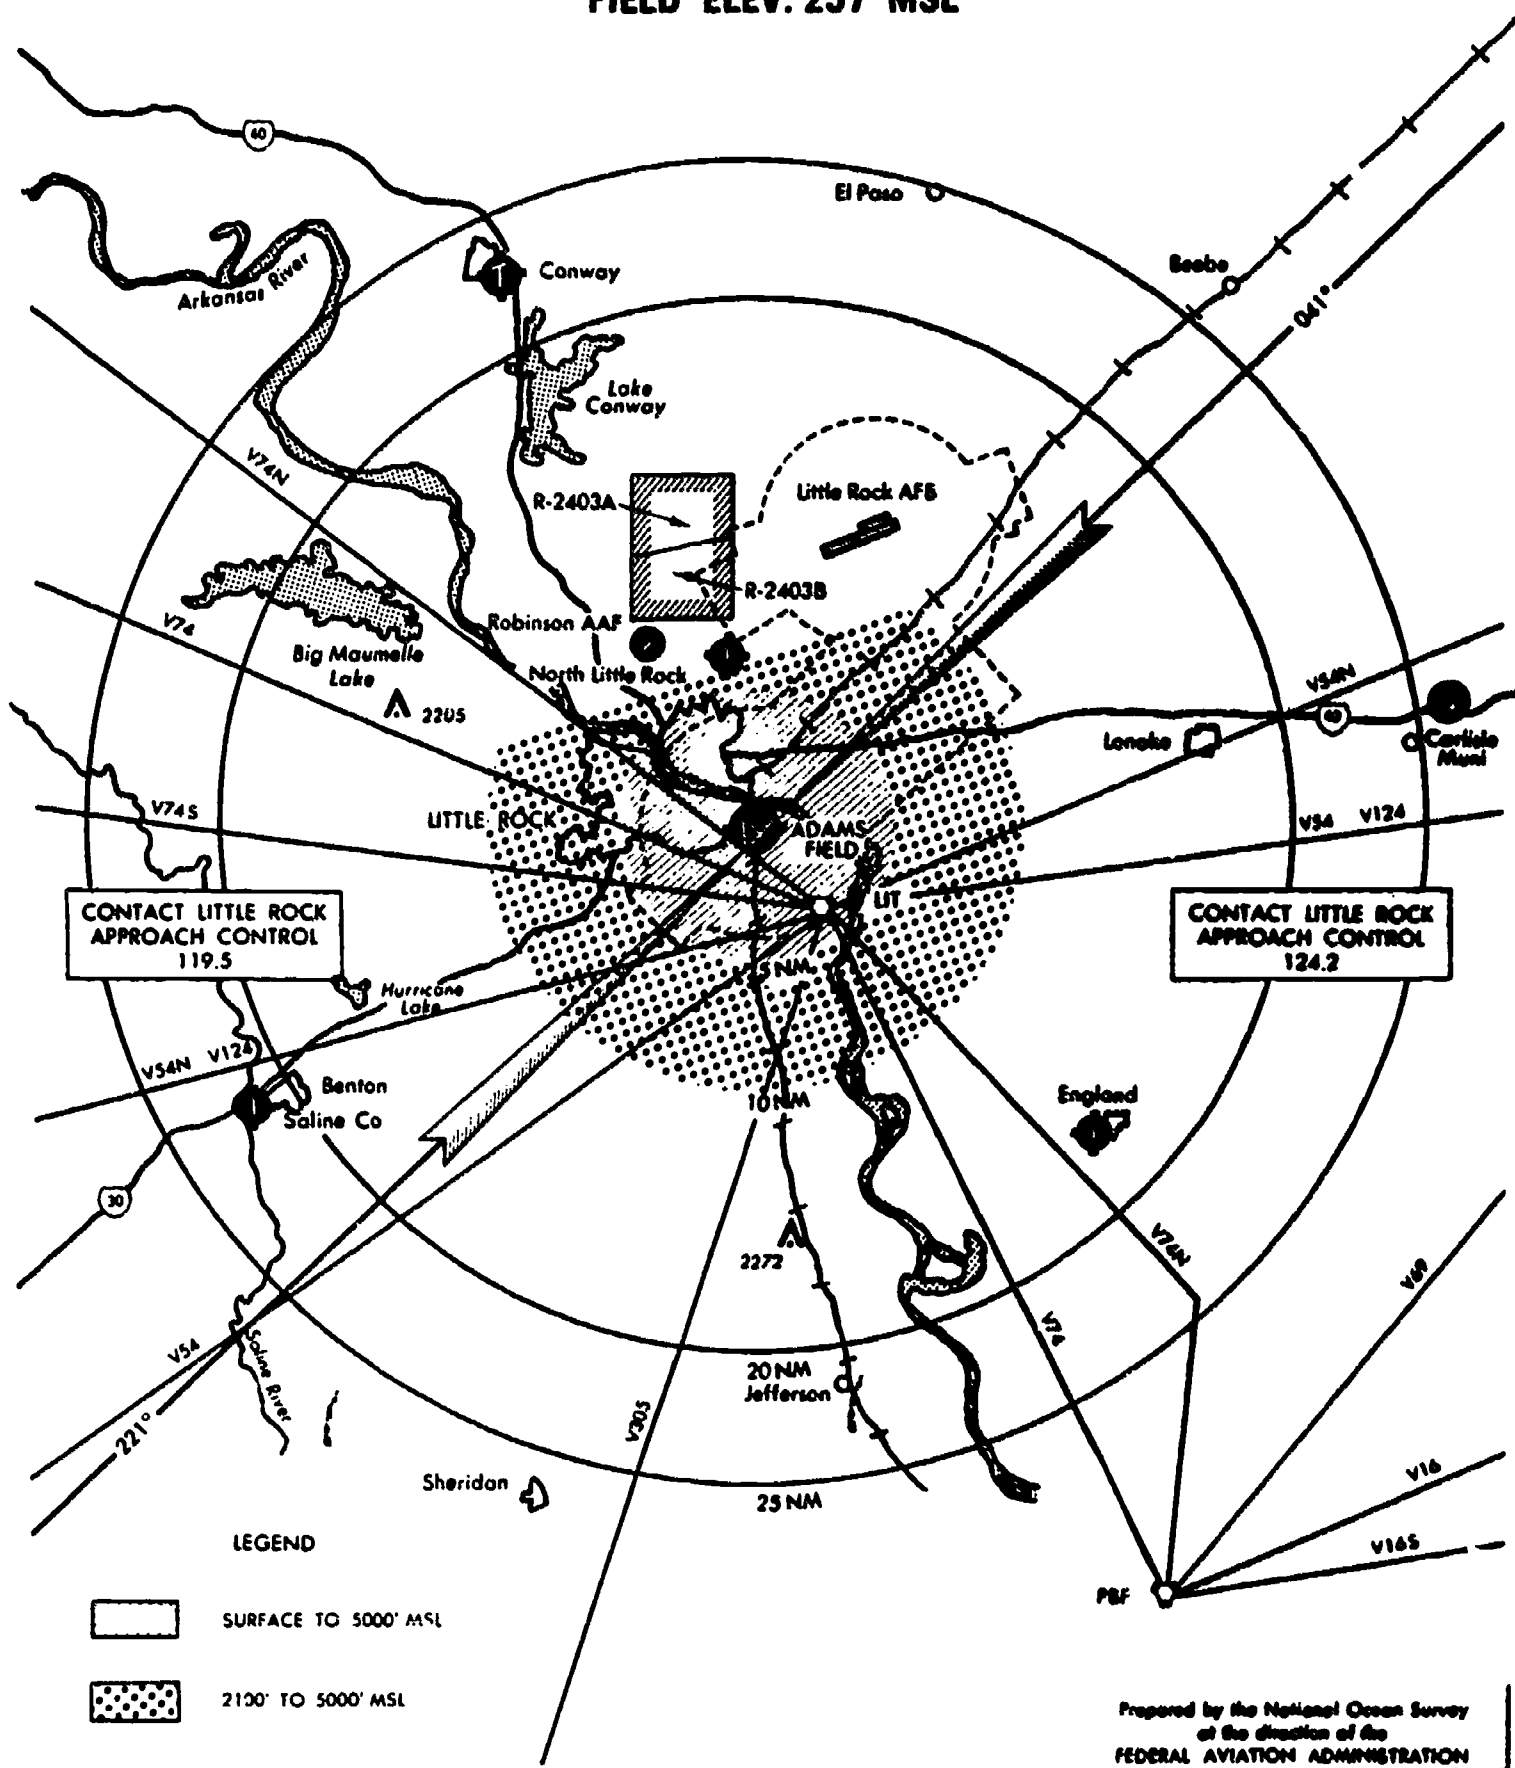 FIELD ELEV. 257' MSL
40
El Paso
Beebe
Conway
Arkansas River
041°
Lake
Conway
V74N
Little Rock AFB
R-2403A
R-2403B
Robinson AAF
V74
Big Maumelle
Lake
North Little Rock
2205
V54N
40
Lonoke
Carlisle
Muni
V74S
LITTLE ROCK
ADAMS
FIELD
V54 V124
LIT
CONTACT LITTLE ROCK
APPROACH CONTROL
119.5
CONTACT LITTLE ROCK
APPROACH CONTROL
124.2
5 NM
Hurricane
Lake
V54N V124
Benton
Saline Co
10 NM
England
30
2272
V74N
V69
V74
V54
Saline River
20 NM
Jefferson
221°
V305
Sheridan
25 NM
V16
V16S
LEGEND
PBF
SURFACE TO 5000' MSL
2100' TO 5000' MSL
Prepared by the National Ocean Survey
at the direction of the
FEDERAL AVIATION ADMINISTRATION